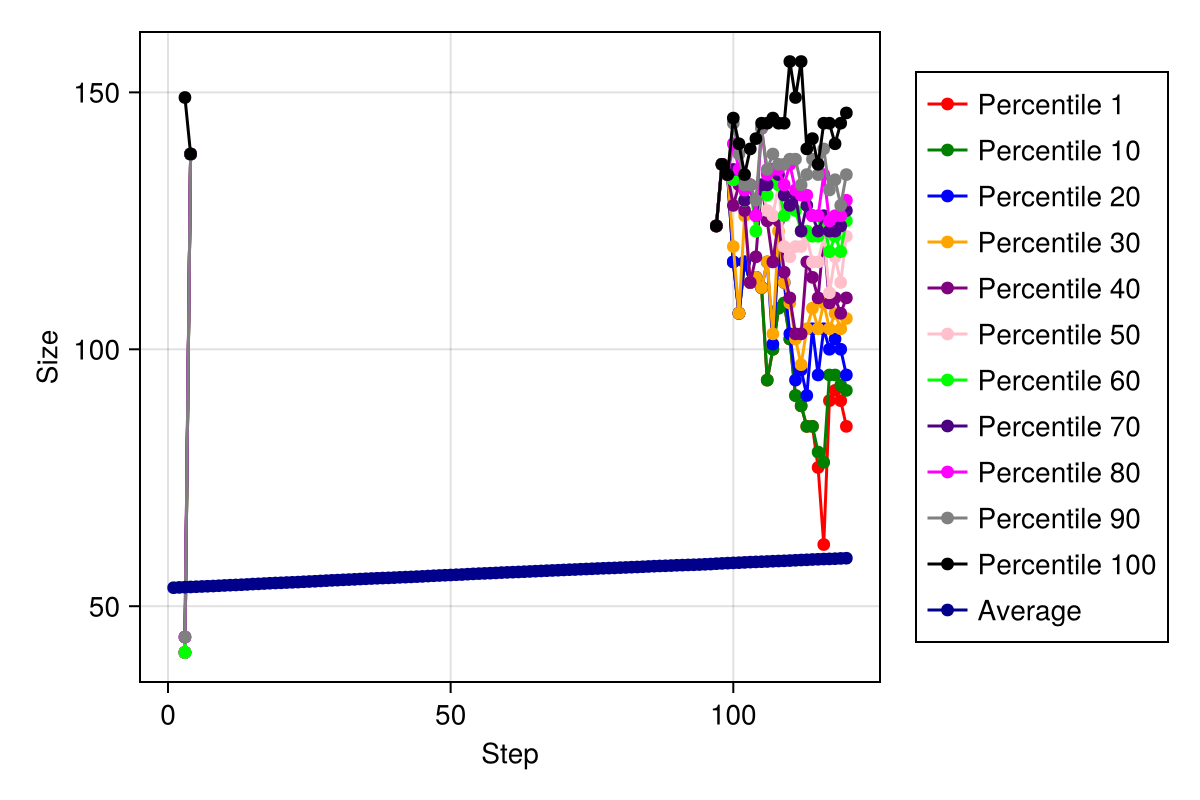 150
100
50
Size
0
50
100
Step
Percentile 1
Percentile 10
Percentile 20
Percentile 30
Percentile 40
Percentile 50
Percentile 60
Percentile 70
Percentile 80
Percentile 90
Percentile 100
Average